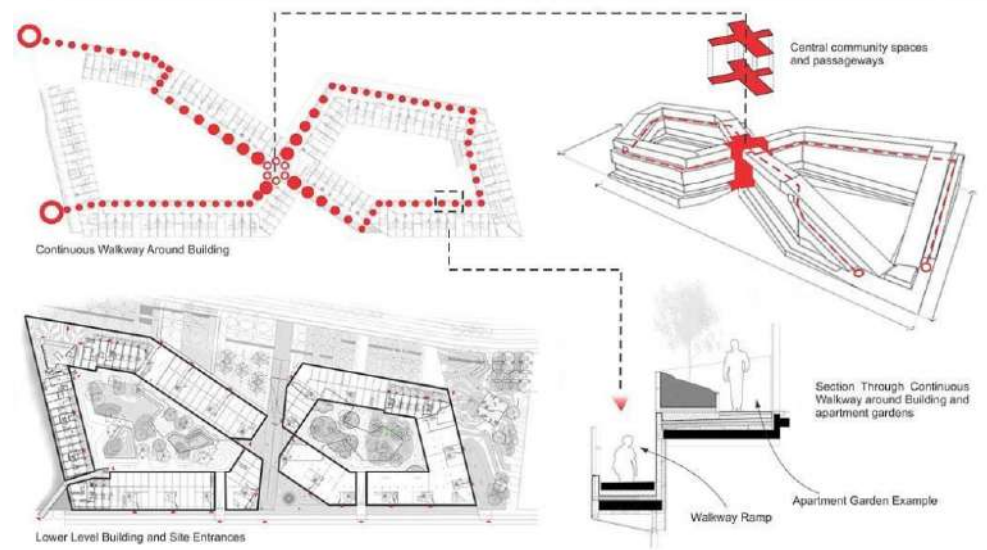 Central community spaces
and passageways
Continuous Walkway Around Building
Section Through Continuous
Walkway around Building and
apartment gardens
Apartment Garden Example
Walkway Ramp
Lower Level Building and Site Entrances